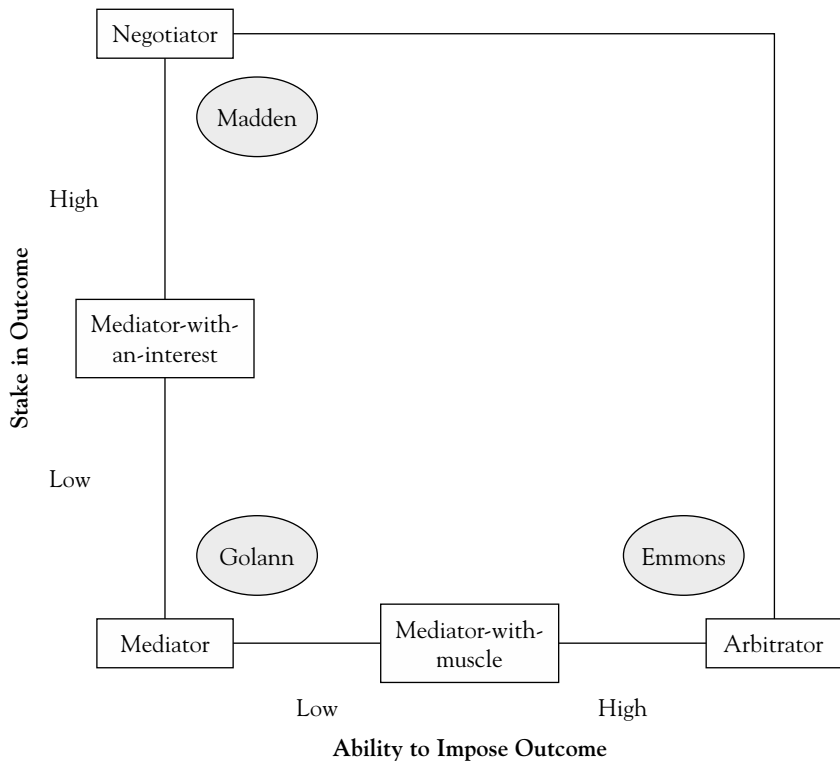 Negotiator
Madden
High
Stake in Outcome
Mediator-with-
an-interest
Low
Golann
Emmons
Mediator
Mediator-with-
muscle
Arbitrator
Low
High
Ability to Impose Outcome